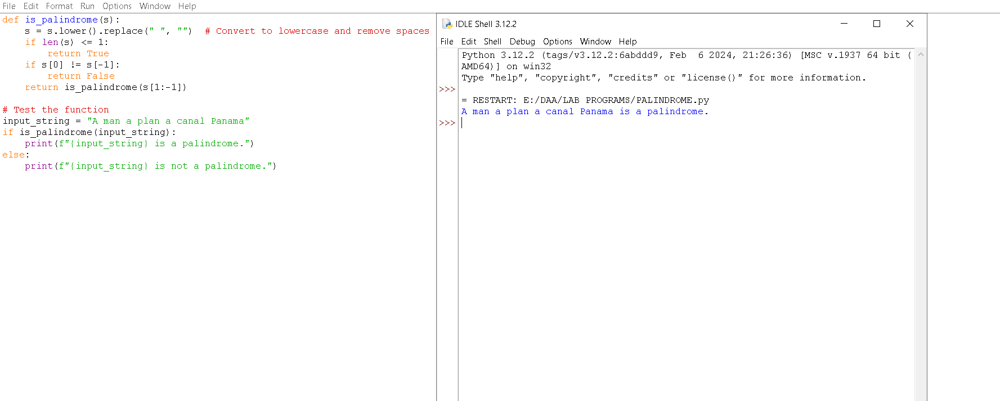 File Edit Format Run Options Window Help
def is_palindrome(s):
    s = s.lower().replace(" ", "")  # Convert to lowercase and remove spaces
    if len(s) <= 1:
        return True
    if s[0] != s[-1]:
        return False
    return is_palindrome(s[1:-1])
# Test the function
input_string = "A man a plan a canal Panama"
if is_palindrome(input_string):
    print(f"{input_string} is a palindrome.")
else:
    print(f"{input_string} is not a palindrome.")
IDLE Shell 3.12.2
File Edit Shell Debug Options Window Help
Python 3.12.2 (tags/v3.12.2:6abddd9, Feb  6 2024, 21:26:36) [MSC v.1937 64 bit (
AMD64)] on win32
Type "help", "copyright", "credits" or "license()" for more information.
>>>
= RESTART: E:/DAA/LAB PROGRAMS/PALINDROME.py
A man a plan a canal Panama is a palindrome.
>>>